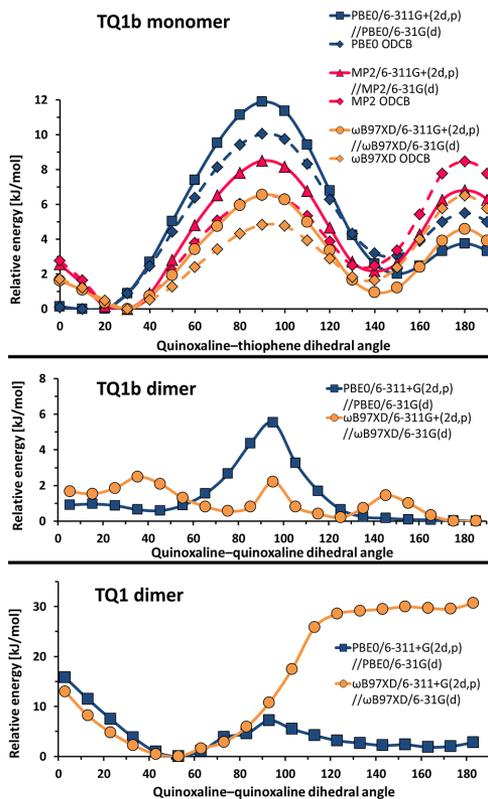 TQ1b monomer
PBE0/6-311G+(2d,p)
//PBE0/6-31G(d)
PBE0 ODCB
MP2/6-311G+(2d,p)
//MP2/6-31G(d)
MP2 ODCB
ωB97XD/6-311G+(2d,p)
//ωB97XD/6-31G(d)
ωB97XD ODCB
Relative energy [kJ/mol]
12
10
8
6
4
2
0
0 20 40 60 80 100 120 140 160 180
Quinoxaline–thiophene dihedral angle
TQ1b dimer
PBE0/6-311+G(2d,p)
//PBE0/6-31G(d)
ωB97XD/6-311G+(2d,p)
//ωB97XD/6-31G(d)
Relative energy [kJ/mol]
8
6
4
2
0
0 20 40 60 80 100 120 140 160 180
Quinoxaline–quinoxaline dihedral angle
TQ1 dimer
PBE0/6-311+G(2d,p)
//PBE0/6-31G(d)
ωB97XD/6-311+G(2d,p)
//ωB97XD/6-31G(d)
Relative energy [kJ/mol]
30
20
10
0
0 20 40 60 80 100 120 140 160 180
Quinoxaline–quinoxaline dihedral angle